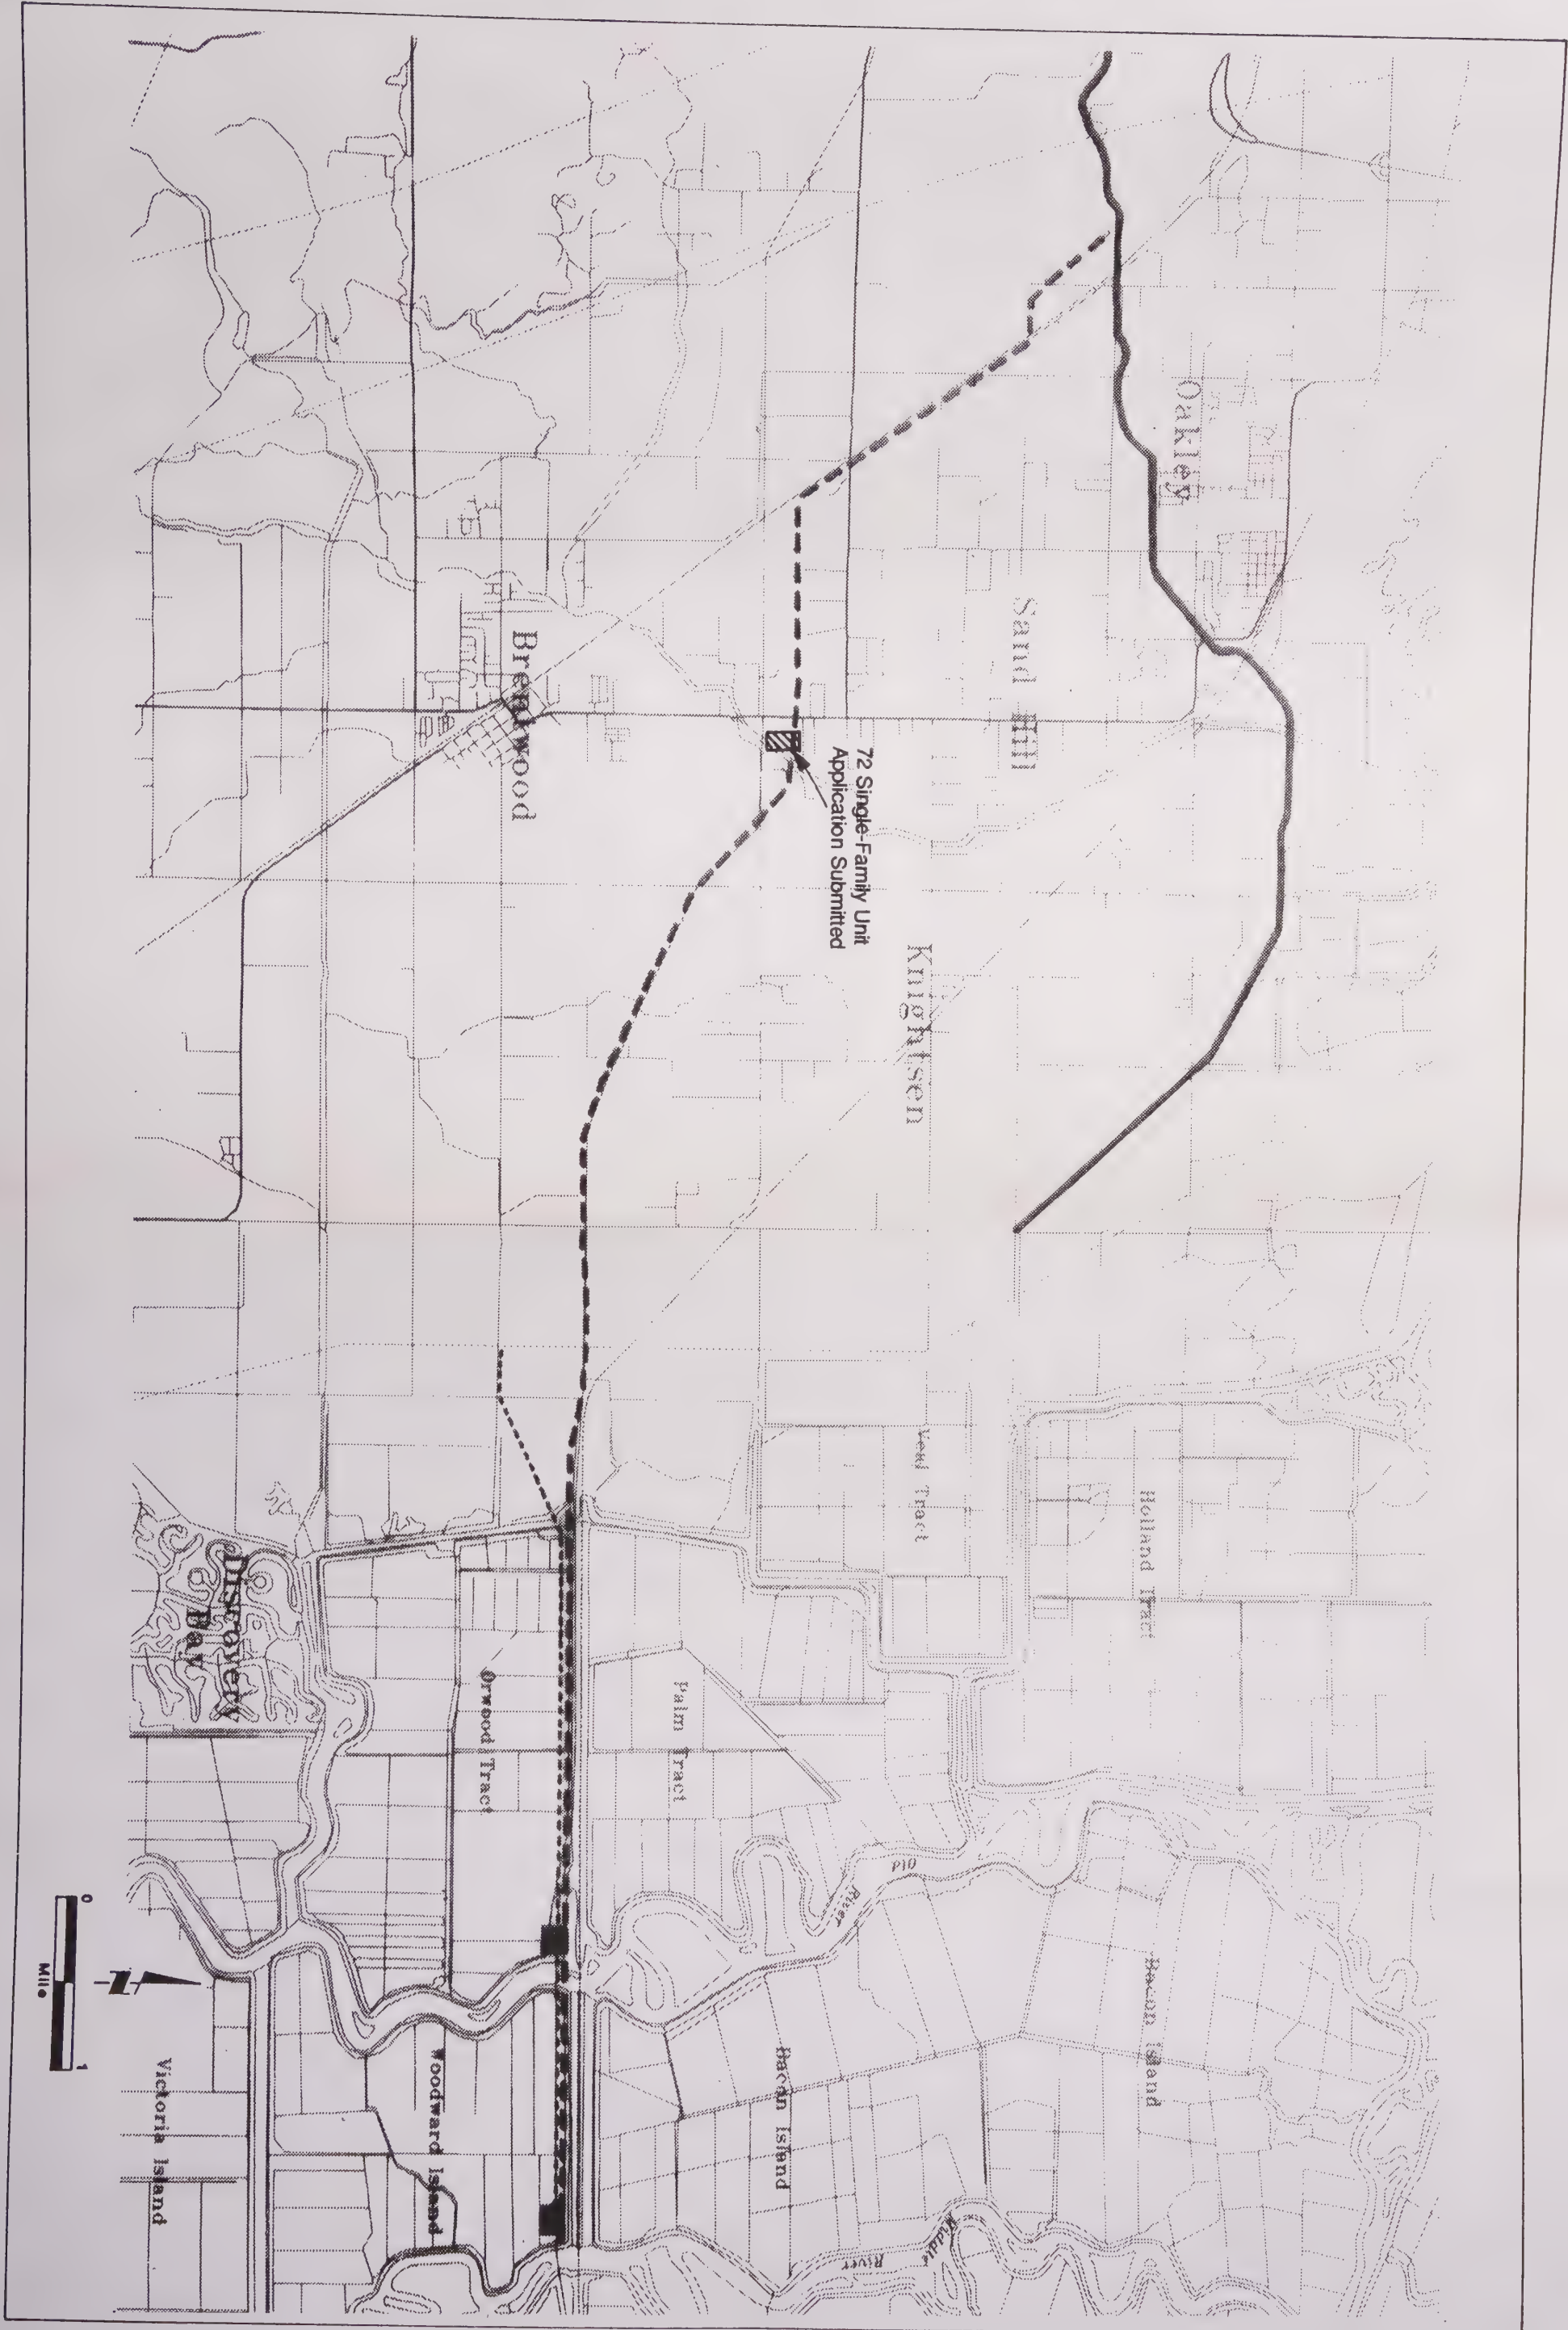 Oakley
Sand Hill
72 Single-Family Unit
Application Submitted
Brentwood
Knightsen
Holland Tract
Veal Tract
Palm Tract
Orwood Tract
Discovery
Bay
Old
River
Bacon Island
Bacon Island
Woodward Island
Victoria Island
Middle
River
0
1
Mile
N